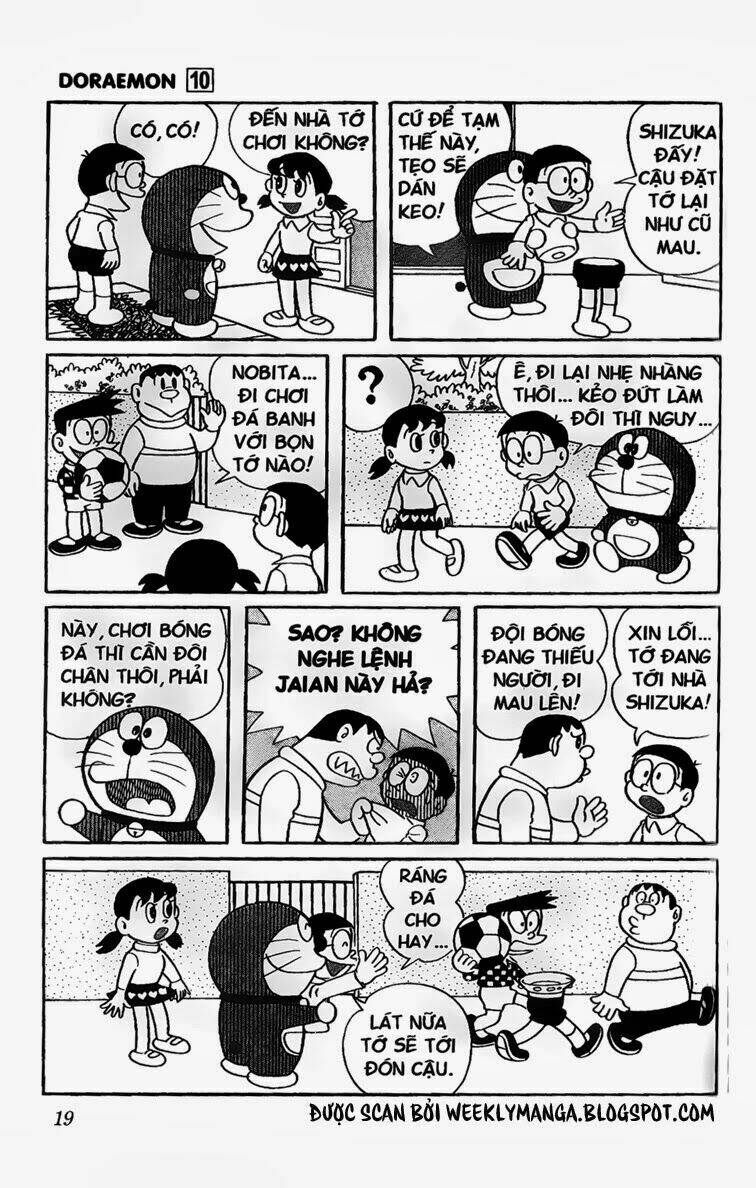 DORAEMON 10
SHIZUKA
ĐẤY!
CẬU ĐẶT
TỚ LẠI
NHƯ CŨ
MAU.
CỨ ĐỂ TẠM
THẾ NÀY,
TẸO SẼ
DÁN
KEO!
ĐẾN NHÀ TỚ
CHƠI KHÔNG?
CÓ, CÓ!
Ê, ĐI LẠI NHẸ NHÀNG
THÔI... KẺO ĐỨT LÀM
ĐÔI THÌ NGUY...
?
NOBITA...
ĐI CHƠI
ĐÁ BANH
VỚI BỌN
TỚ NÀO!
XIN LỖI...
TỚ ĐANG
TỚI NHÀ
SHIZUKA!
ĐỘI BÓNG
ĐANG THIẾU
NGƯỜI, ĐI
MAU LÊN!
SAO? KHÔNG
NGHE LỆNH
JAIAN NÀY HẢ?
NÀY, CHƠI BÓNG
ĐÁ THÌ CẦN ĐÔI
CHÂN THÔI, PHẢI
KHÔNG?
RÁNG
ĐÁ
CHO
HAY...
LÁT NỮA
TỚ SẼ TỚI
ĐÓN CẬU.
19
ĐƯỢC SCAN BỞI WEEKLYMANGA.BLOGSPOT.COM